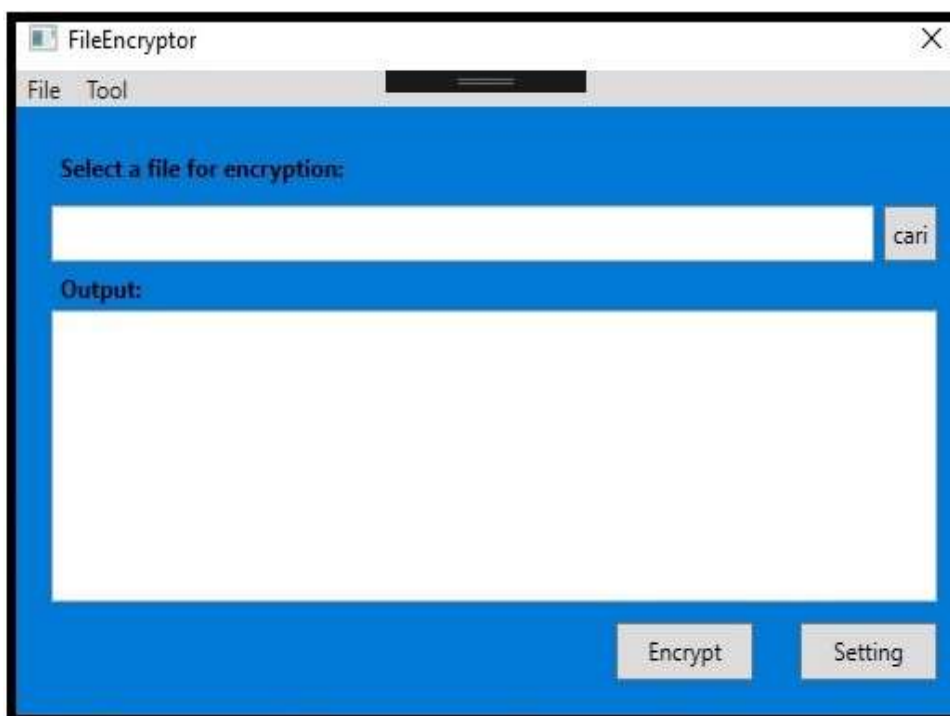 FileEncryptor
File Tool
Select a file for encryption:
cari
Output:
Encrypt Setting